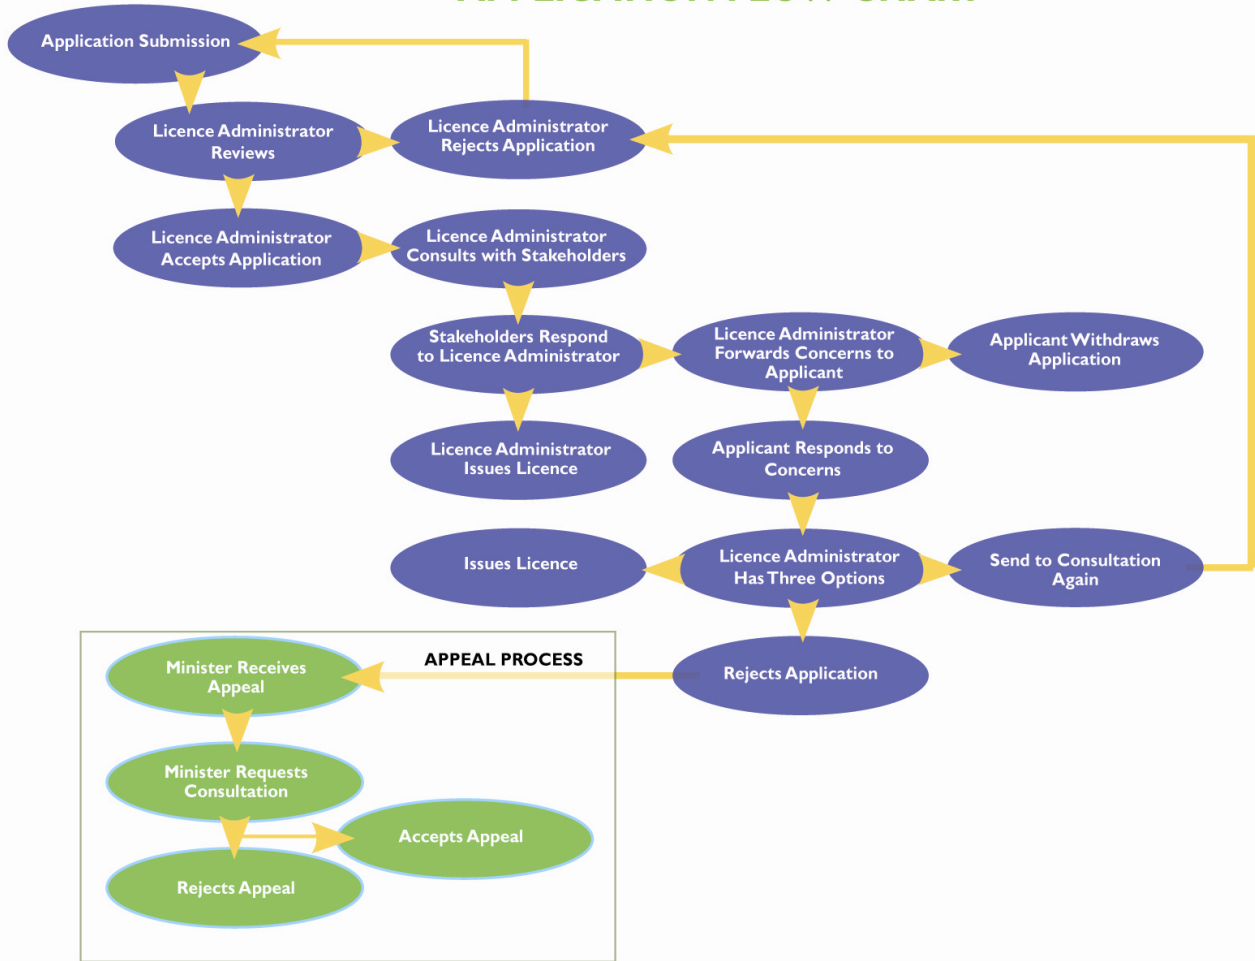 Application Submission
Licence Administrator
Reviews
Licence Administrator
Rejects Application
Licence Administrator
Accepts Application
Licence Administrator
Consults with Stakeholders
Stakeholders Respond
to Licence Administrator
Licence Administrator
Forwards Concerns to
Applicant
Applicant Withdraws
Application
Licence Administrator
Issues Licence
Applicant Responds to
Concerns
Issues Licence
Licence Administrator
Has Three Options
Send to Consultation
Again
Rejects Application
APPEAL PROCESS
Minister Receives
Appeal
Minister Requests
Consultation
Accepts Appeal
Rejects Appeal